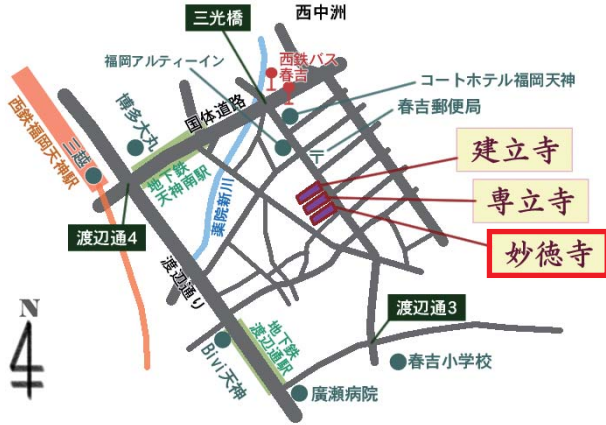 西中洲
三光橋
福岡アルティーイン
西鉄バス
春吉
コートホテル福岡天神
春吉郵便局
国体道路
博多大丸
三越
西鉄福岡天神駅
地下鉄
天神南駅
薬院新川
建立寺
専立寺
妙徳寺
渡辺通4
渡辺通り
渡辺通3
地下鉄
渡辺通駅
Bivi天神
春吉小学校
廣瀬病院
N